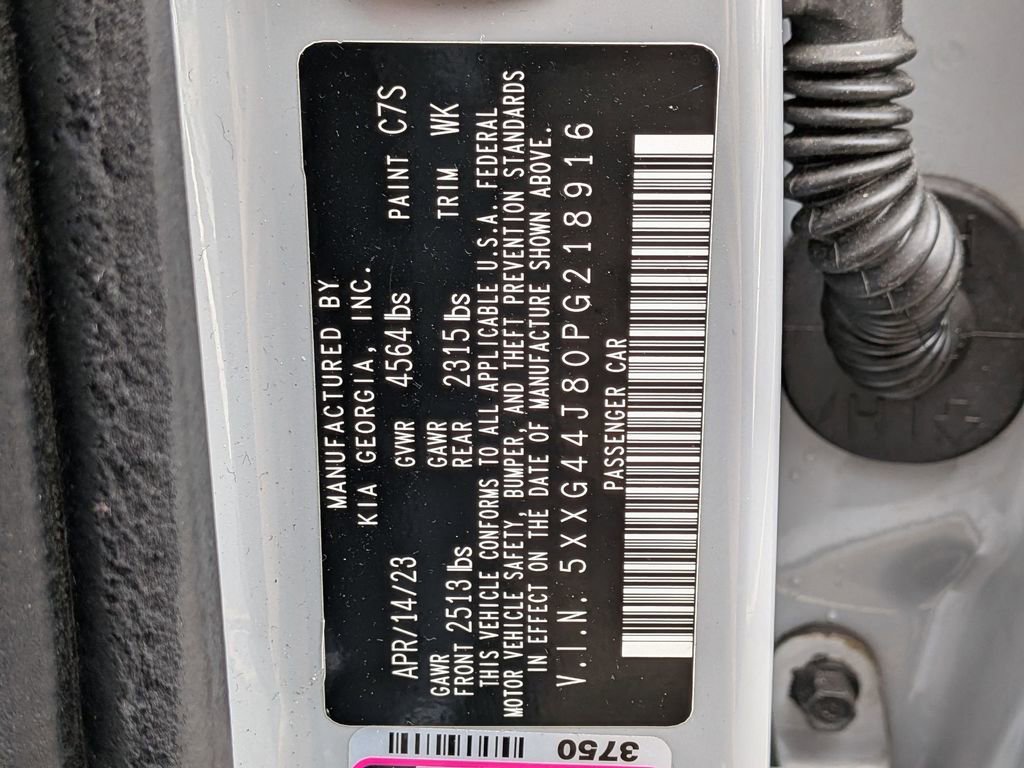 MANUFACTURED BY
KIA GEORGIA, INC.
APR/14/23 GVWR 4564 lbs PAINT C7S
GAWR FRONT 2513 lbs GAWR REAR 2315 lbs TRIM WK
THIS VEHICLE CONFORMS TO ALL APPLICABLE U.S.A. FEDERAL
MOTOR VEHICLE SAFETY, BUMPER, AND THEFT PREVENTION STANDARDS
IN EFFECT ON THE DATE OF MANUFACTURE SHOWN ABOVE.
V.I.N. 5XXG44J80PG218916
PASSENGER CAR
3750